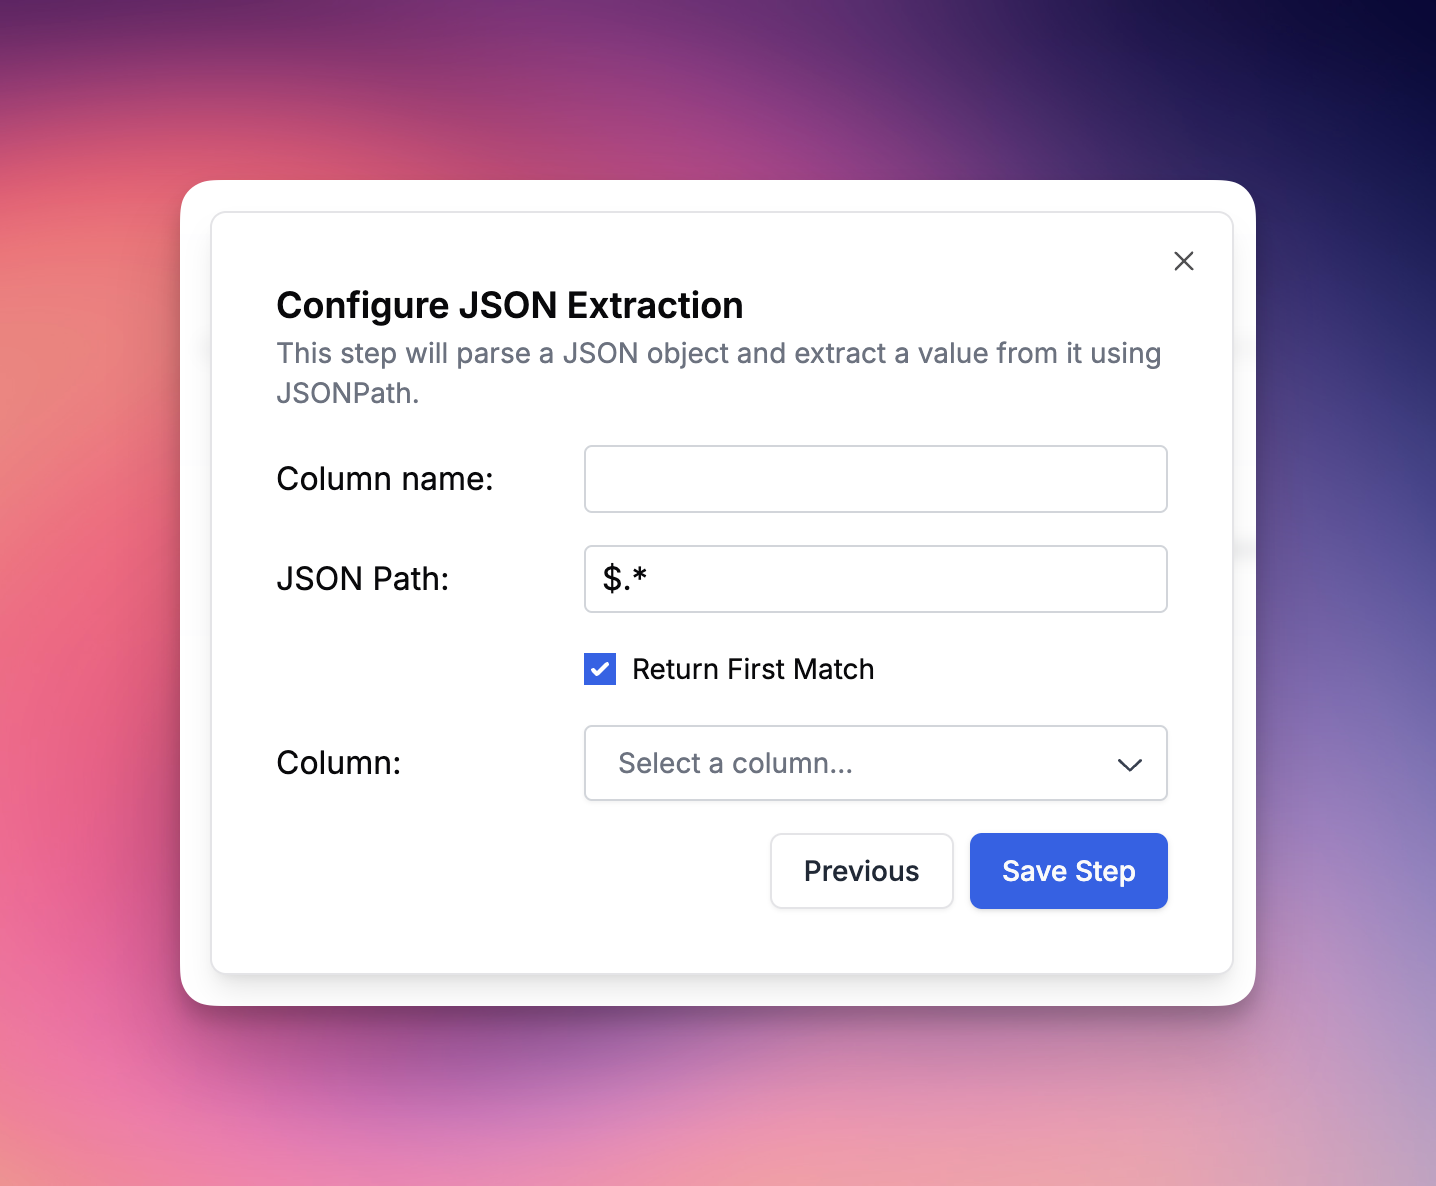 Configure JSON Extraction
This step will parse a JSON object and extract a value from it using
JSONPath.
Column name:
JSON Path:
$.*
Return First Match
Column:
Select a column...
Previous
Save Step